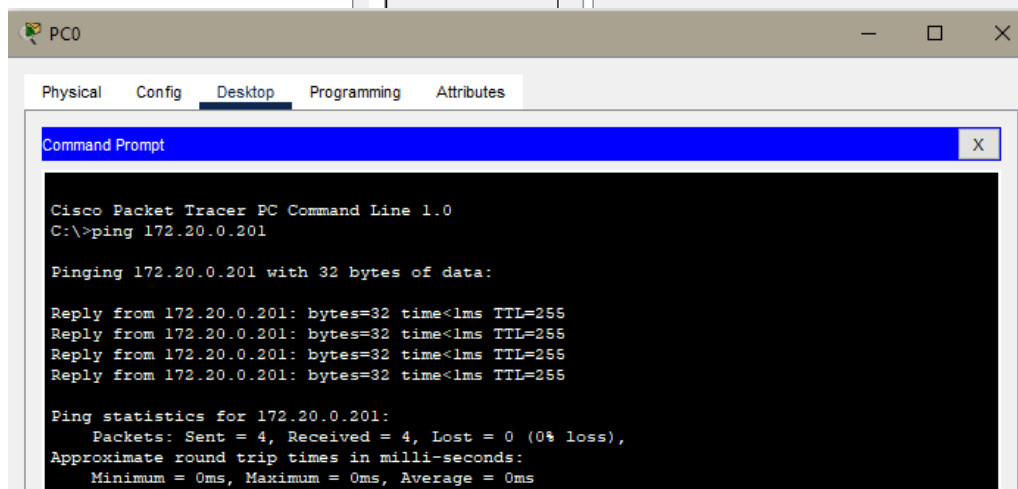 PC0
Physical Config Desktop Programming Attributes
Command Prompt X
Cisco Packet Tracer PC Command Line 1.0
C:\>ping 172.20.0.201
Pinging 172.20.0.201 with 32 bytes of data:
Reply from 172.20.0.201: bytes=32 time<1ms TTL=255
Reply from 172.20.0.201: bytes=32 time<1ms TTL=255
Reply from 172.20.0.201: bytes=32 time<1ms TTL=255
Reply from 172.20.0.201: bytes=32 time<1ms TTL=255
Ping statistics for 172.20.0.201:
Packets: Sent = 4, Received = 4, Lost = 0 (0% loss),
Approximate round trip times in milli-seconds:
Minimum = 0ms, Maximum = 0ms, Average = 0ms